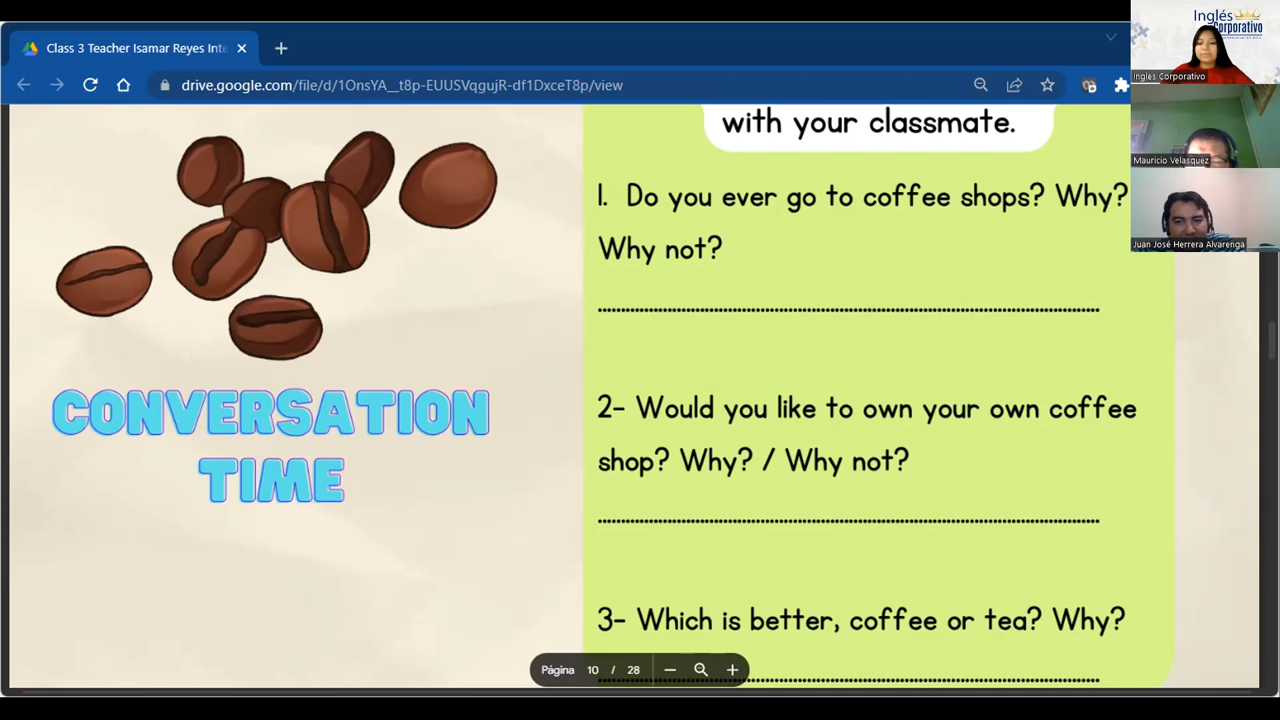 Class 3 Teacher Isamar Reyes Inte
drive.google.com/file/d/1OnsYA__t8p-EUUSVqgujR-df1DxceT8p/view
Inglés
Corporativo
Ingles Corporativo
Mauricio Velasquez
Juan José Herrera Alvarenga
with your classmate.
1. Do you ever go to coffee shops? Why?
Why not?
2- Would you like to own your own coffee
shop? Why? / Why not?
3- Which is better, coffee or tea? Why?
CONVERSATION
TIME
Página 10 / 28